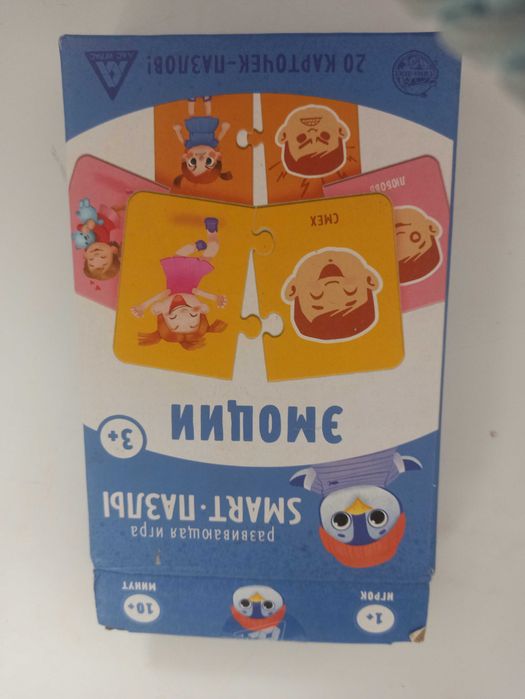 1+
ИГРОК
10+
МИНУТ
развивающая игра
SMART·ПАЗЛЫ
ЭМОЦИИ
3+
СМЕХ
ЛЮБОВЬ
20 КАРТОЧЕК-ПАЗЛОВ!